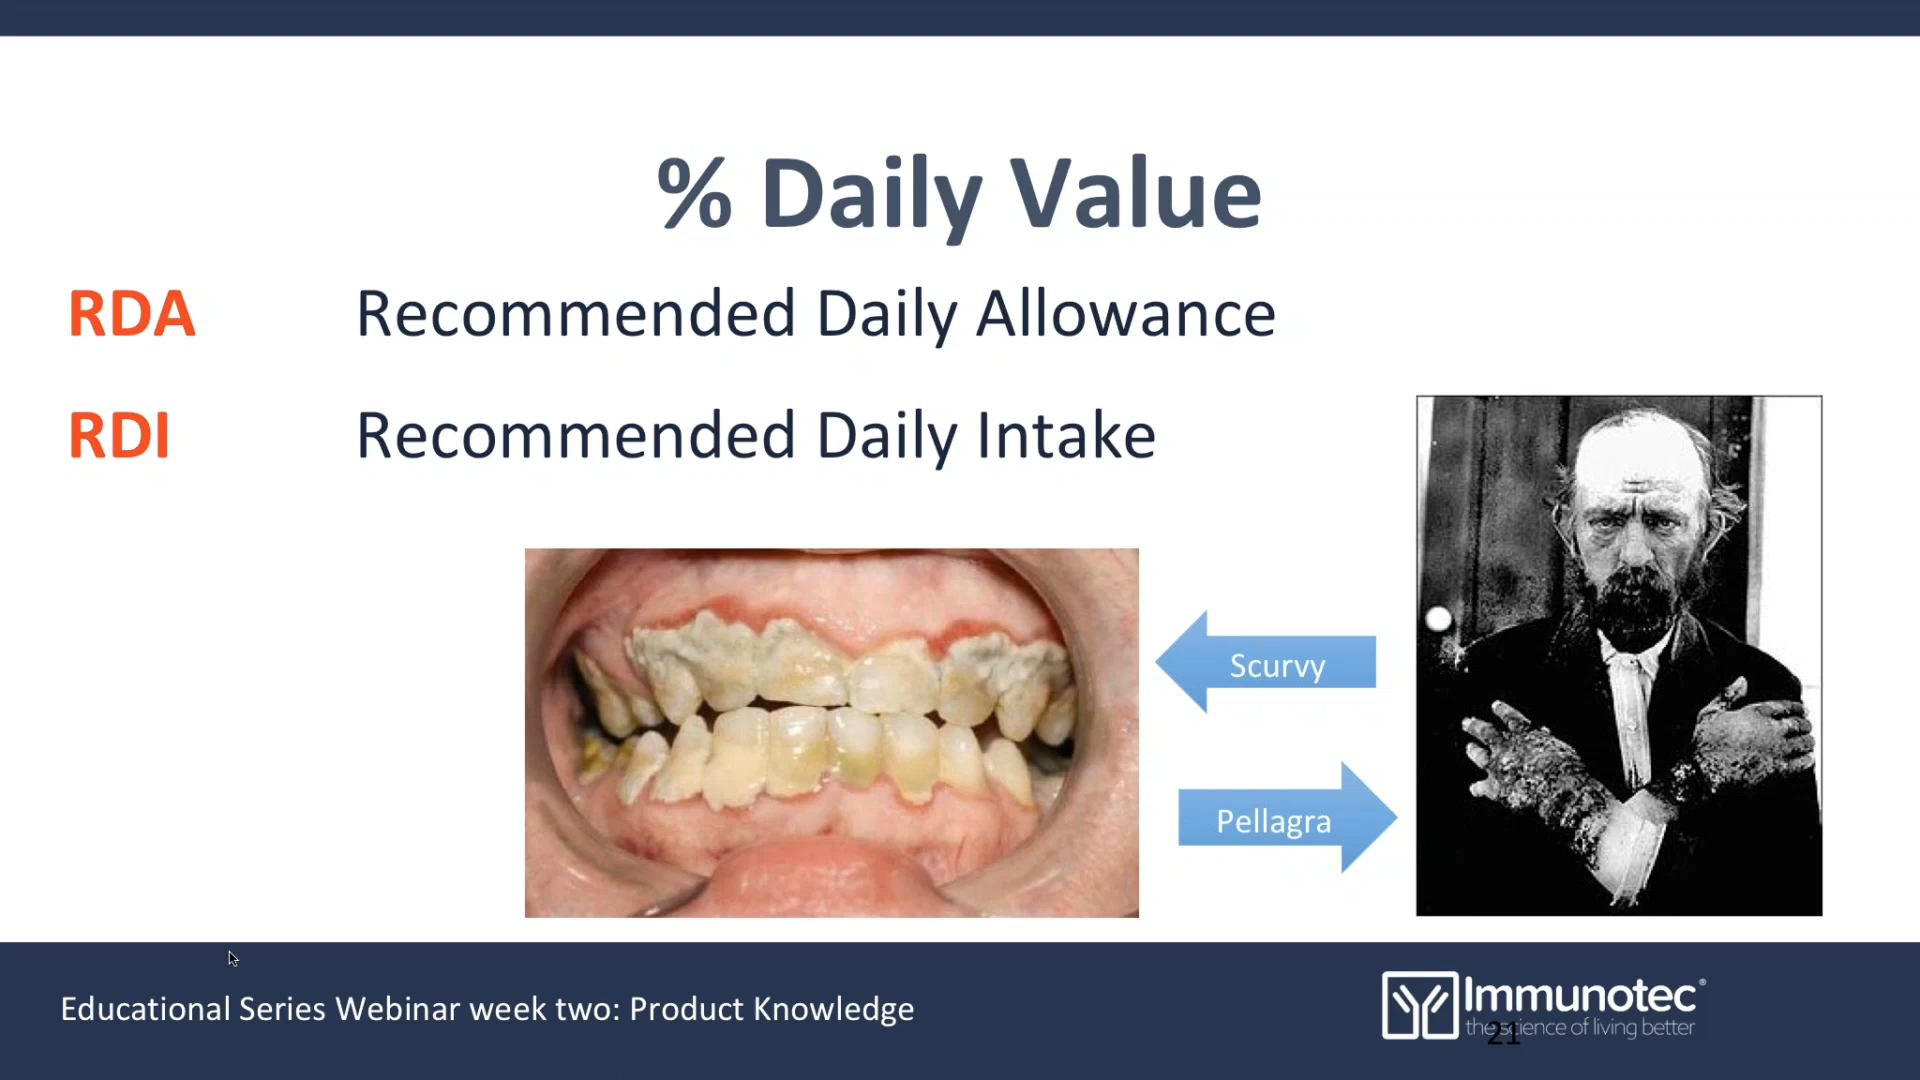 % Daily Value
RDA Recommended Daily Allowance
RDI Recommended Daily Intake
Scurvy
Pellagra
Educational Series Webinar week two: Product Knowledge
Immunotec®
the science of living better
21